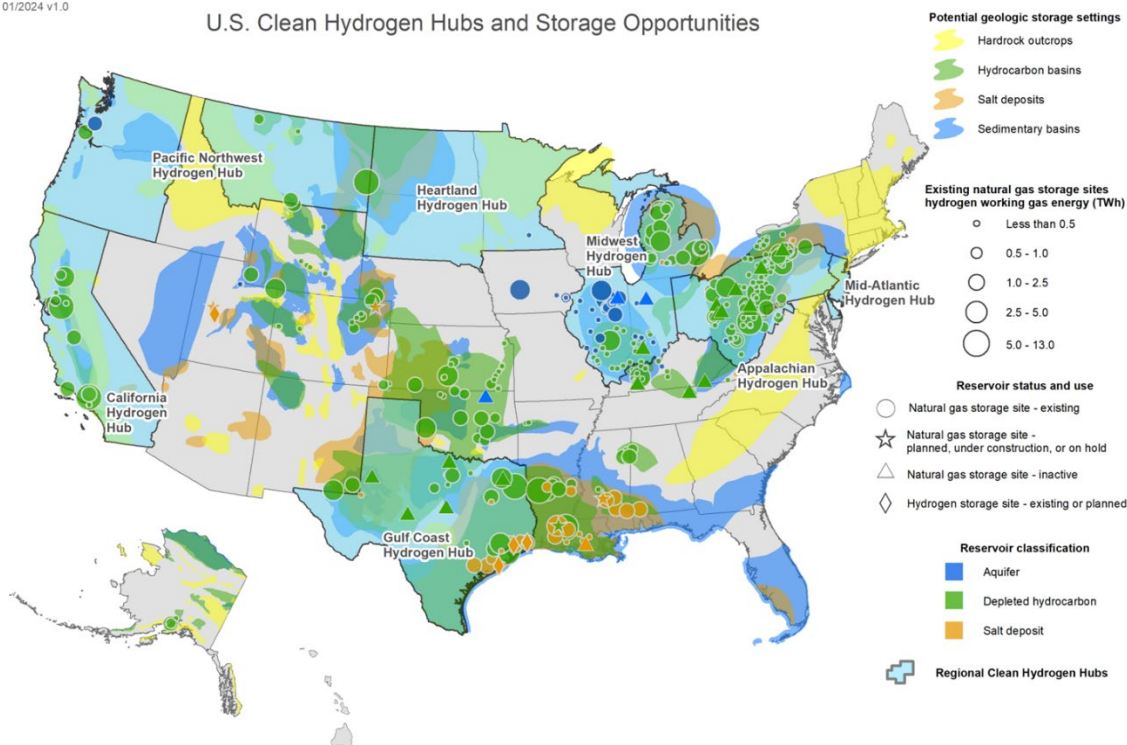 01/2024 v1.0
U.S. Clean Hydrogen Hubs and Storage Opportunities
Potential geologic storage settings
Hardrock outcrops
Hydrocarbon basins
Salt deposits
Sedimentary basins
Existing natural gas storage sites
hydrogen working gas energy (TWh)
Less than 0.5
0.5 - 1.0
1.0 - 2.5
2.5 - 5.0
5.0 - 13.0
Reservoir status and use
Natural gas storage site - existing
Natural gas storage site -
planned, under construction, or on hold
Natural gas storage site - inactive
Hydrogen storage site - existing or planned
Reservoir classification
Aquifer
Depleted hydrocarbon
Salt deposit
Regional Clean Hydrogen Hubs
Pacific Northwest
Hydrogen Hub
Heartland
Hydrogen Hub
Midwest
Hydrogen
Hub
Mid-Atlantic
Hydrogen Hub
Appalachian
Hydrogen Hub
California
Hydrogen
Hub
Gulf Coast
Hydrogen Hub